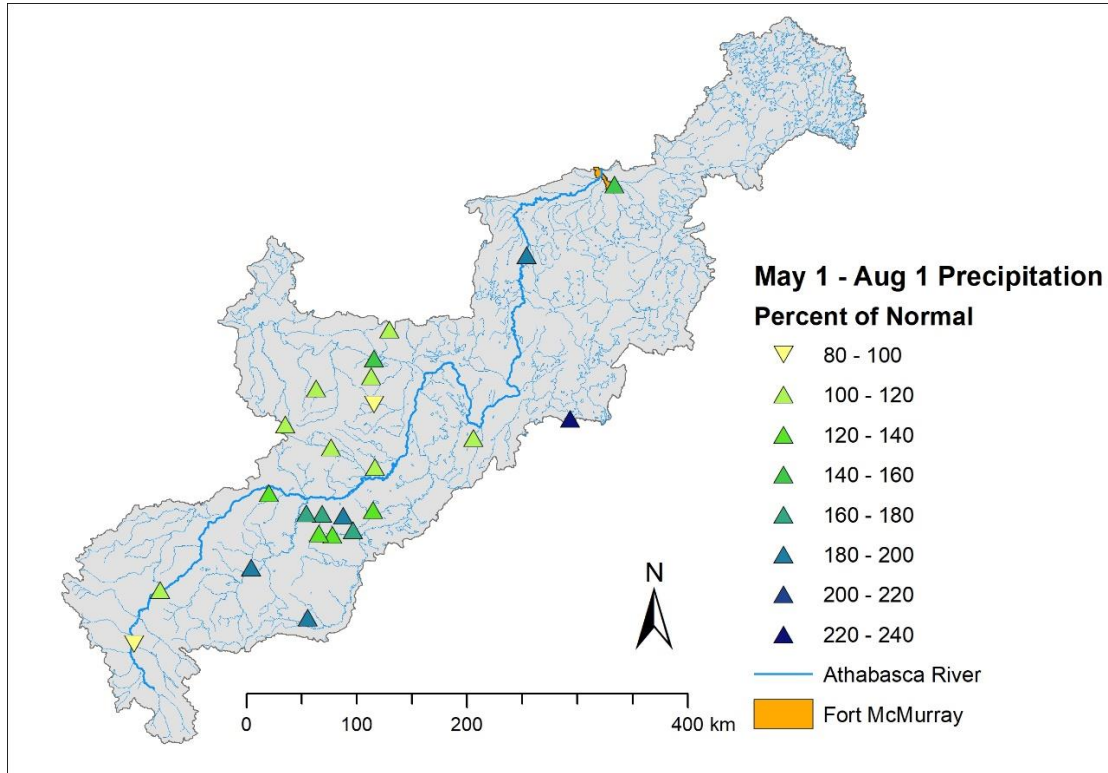 May 1 - Aug 1 Precipitation
Percent of Normal
80 - 100
100 - 120
120 - 140
140 - 160
160 - 180
180 - 200
200 - 220
220 - 240
Athabasca River
Fort McMurray
N
0 100 200 400 km